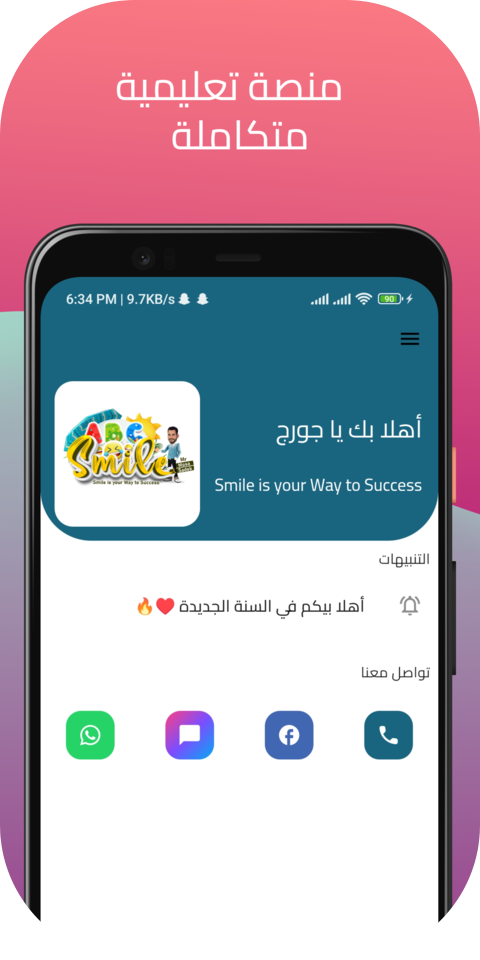 منصة تعليمية
متكاملة
6:34 PM | 9.7KB/s
90
ABC
Smile
Mr
Smile is your Way to Success
أهلا بك يا جورج
Smile is your Way to Success
التنبيهات
أهلا بيكم في السنة الجديدة ❤️🔥
تواصل معنا